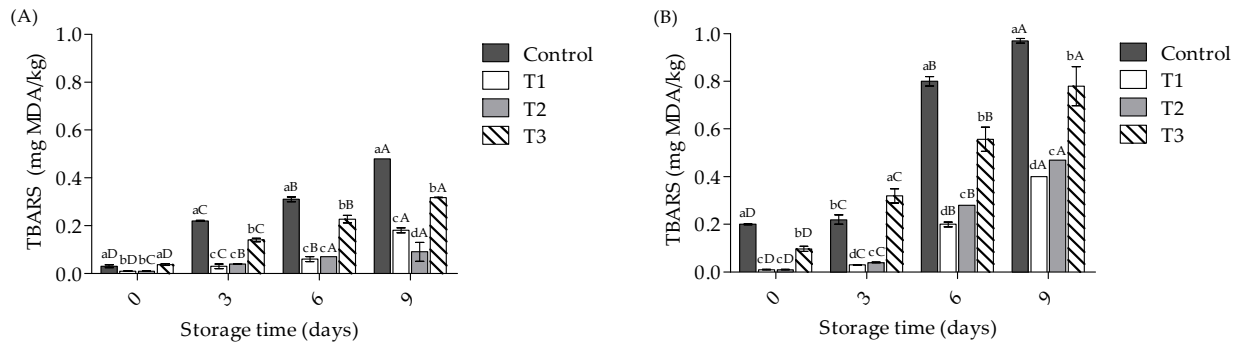 (A)
1.0
0.8
0.6
0.4
0.2
0.0
TBARS (mg MDA/kg)
aD bD bC aD
aC cC cB bC
aB cB cA bB
aA cA dA bA
0 3 6 9
Storage time (days)
Control
T1
T2
T3
(B)
1.0
0.8
0.6
0.4
0.2
0.0
TBARS (mg MDA/kg)
aD cD cD bD
bC dC cC aC
aB dB cB bB
aA dA cA bA
0 3 6 9
Storage time (days)
Control
T1
T2
T3